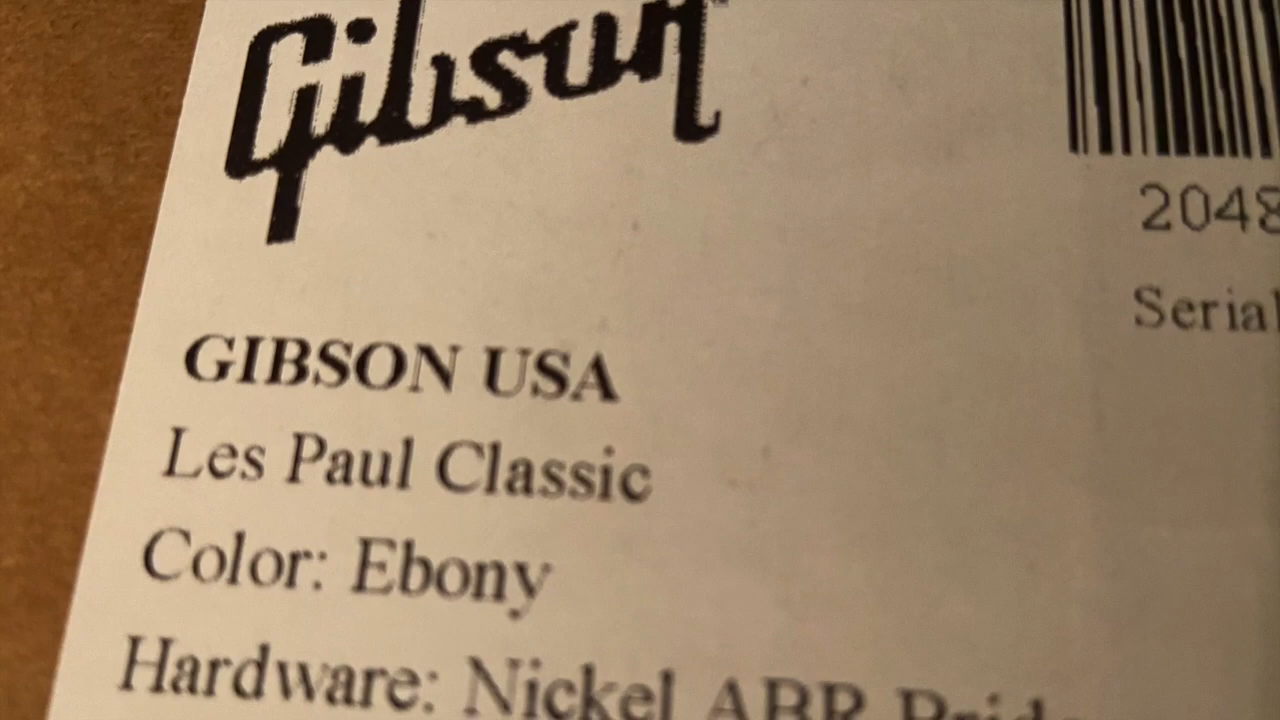 Gibson
2048
Serial
GIBSON USA
Les Paul Classic
Color: Ebony
Hardware: Nickel ABR